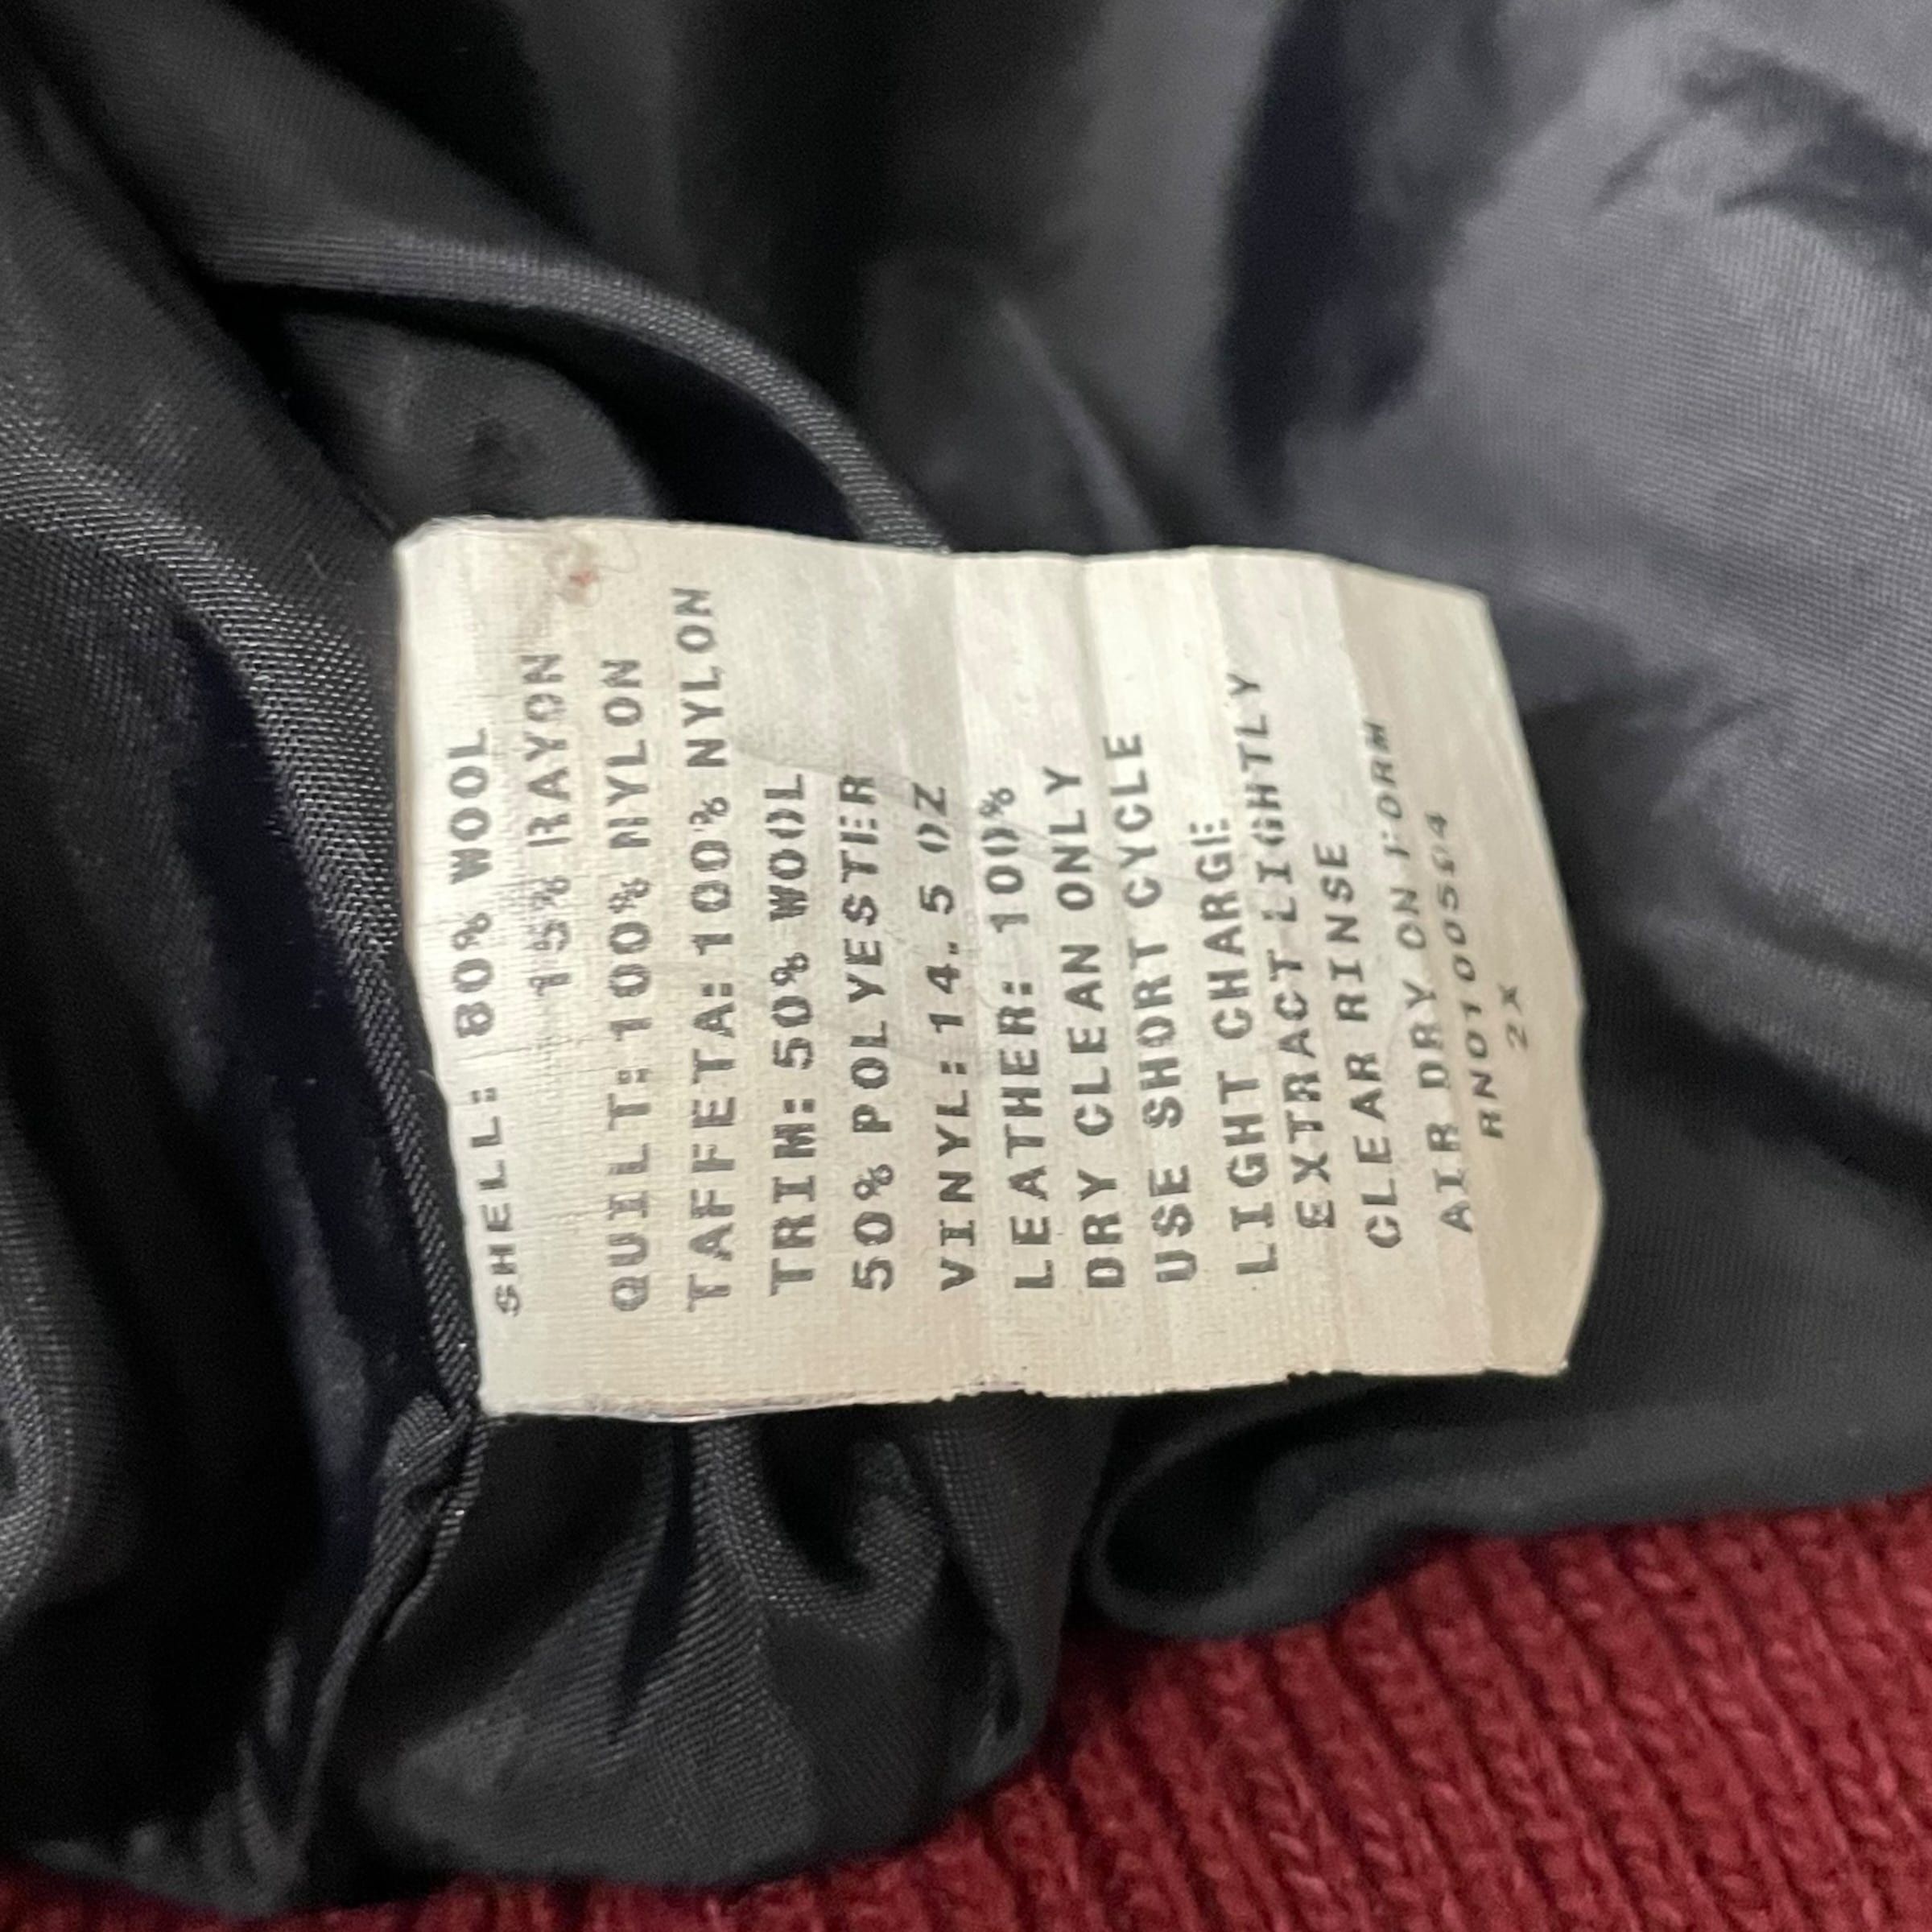 SHELL: 80% WOOL
15% RAYON
QUILT:100% NYLON
TAFFETA:100% NYLON
TRIM: 50% WOOL
50% POLYESTER
VINYL:14.5 OZ
LEATHER: 100%
DRY CLEAN ONLY
USE SHORT CYCLE
LIGHT CHARGE
EXTRACT LIGHTLY
CLEAR RINSE
AIR DRY ON FORM
2X